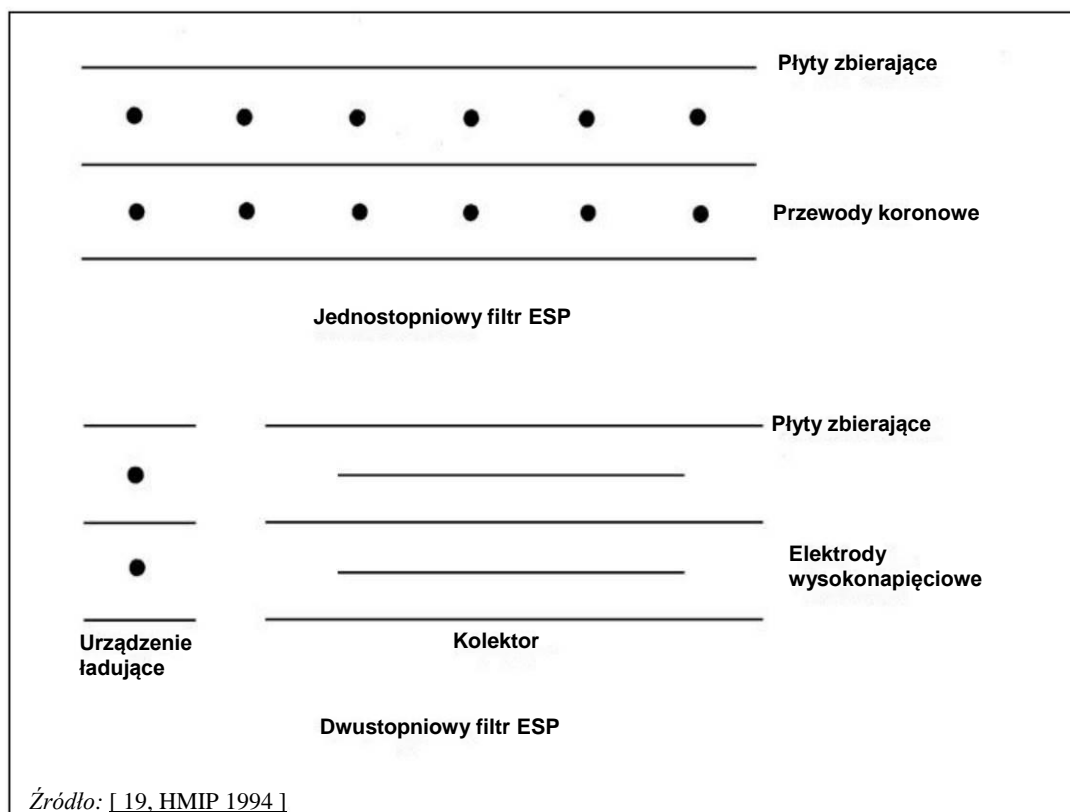 Płyty zbierające
Przewody koronowe
Jednostopniowy filtr ESP
Płyty zbierające
Elektrody
wysokonapięciowe
Urządzenie
ładujące
Kolektor
Dwustopniowy filtr ESP
Źródło: [ 19, HMIP 1994 ]